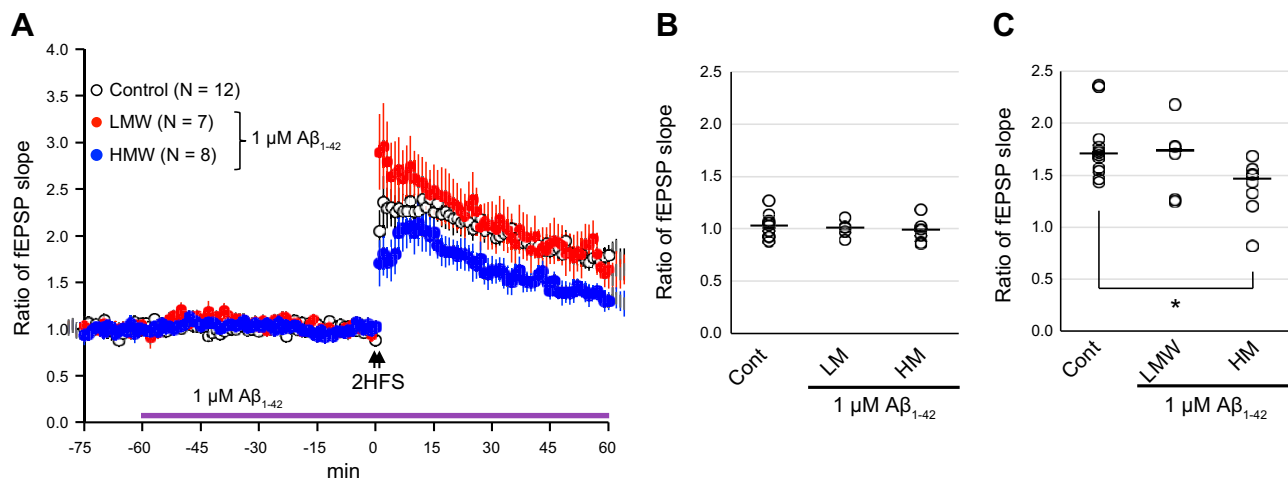 A
Ratio of fEPSP slope
4.0
3.5
3.0
2.5
2.0
1.5
1.0
0.5
0.0
Control (N = 12)
LMW (N = 7)
HMW (N = 8)
1 μM Aβ1-42
2HFS
1 μM Aβ1-42
-75 -60 -45 -30 -15 0 15 30 45 60
min
B
Ratio of fEPSP slope
2.5
2.0
1.5
1.0
0.5
0.0
Cont LM HM
1 μM Aβ1-42
C
Ratio of fEPSP slope
2.5
2.0
1.5
1.0
0.5
0.0
*
Cont LMW HM
1 μM Aβ1-42